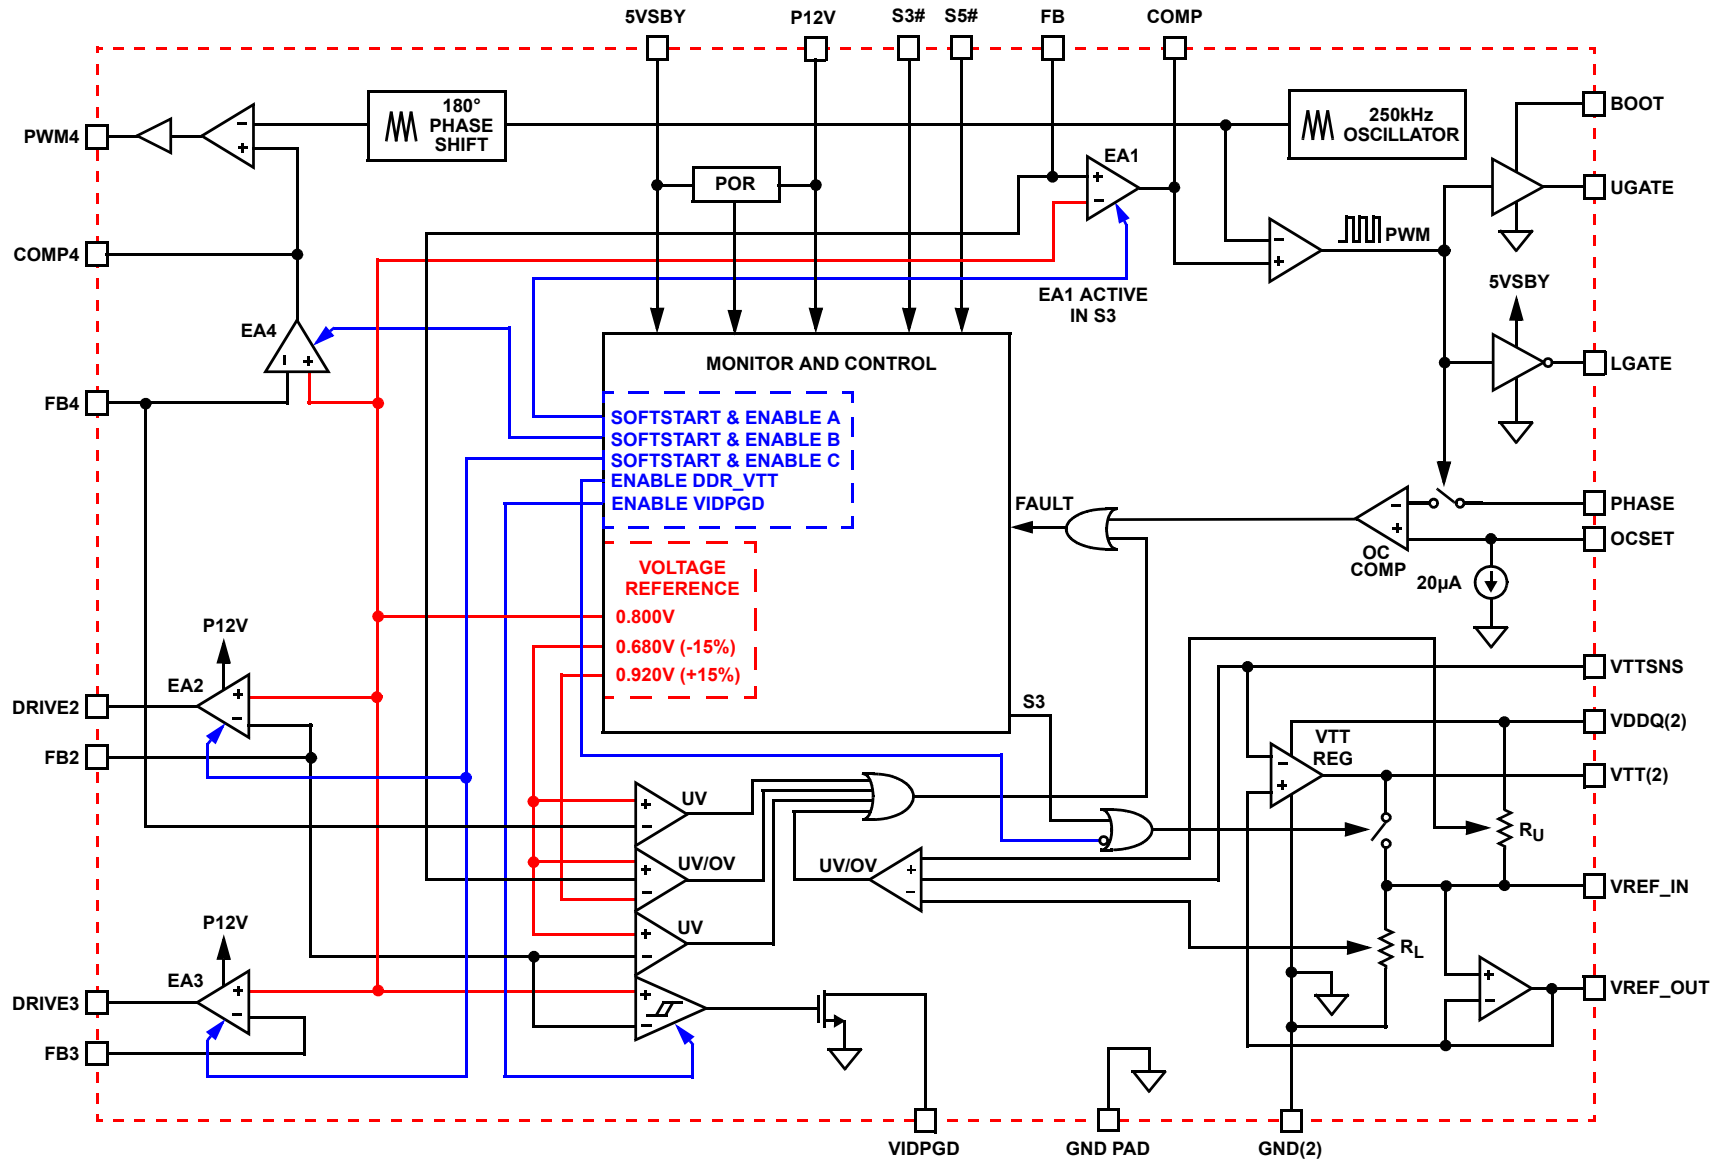 5VSBY
P12V
S3#
S5#
FB
COMP
PWM4
180°
PHASE
SHIFT
250kHz
OSCILLATOR
BOOT
EA1
POR
UGATE
PWM
COMP4
5VSBY
EA1 ACTIVE
IN S3
EA4
MONITOR AND CONTROL
LGATE
FB4
SOFTSTART & ENABLE A
SOFTSTART & ENABLE B
SOFTSTART & ENABLE C
ENABLE DDR_VTT
ENABLE VIDPGD
FAULT
PHASE
OCSET
OC
COMP
20µA
VOLTAGE
REFERENCE
0.800V
0.680V (-15%)
0.920V (+15%)
P12V
EA2
DRIVE2
FB2
S3
VTTSNS
VDDQ(2)
VTT
REG
VTT(2)
UV
UV/OV
UV/OV
RU
VREF_IN
P12V
UV
RL
EA3
DRIVE3
VREF_OUT
FB3
VIDPGD
GND PAD
GND(2)